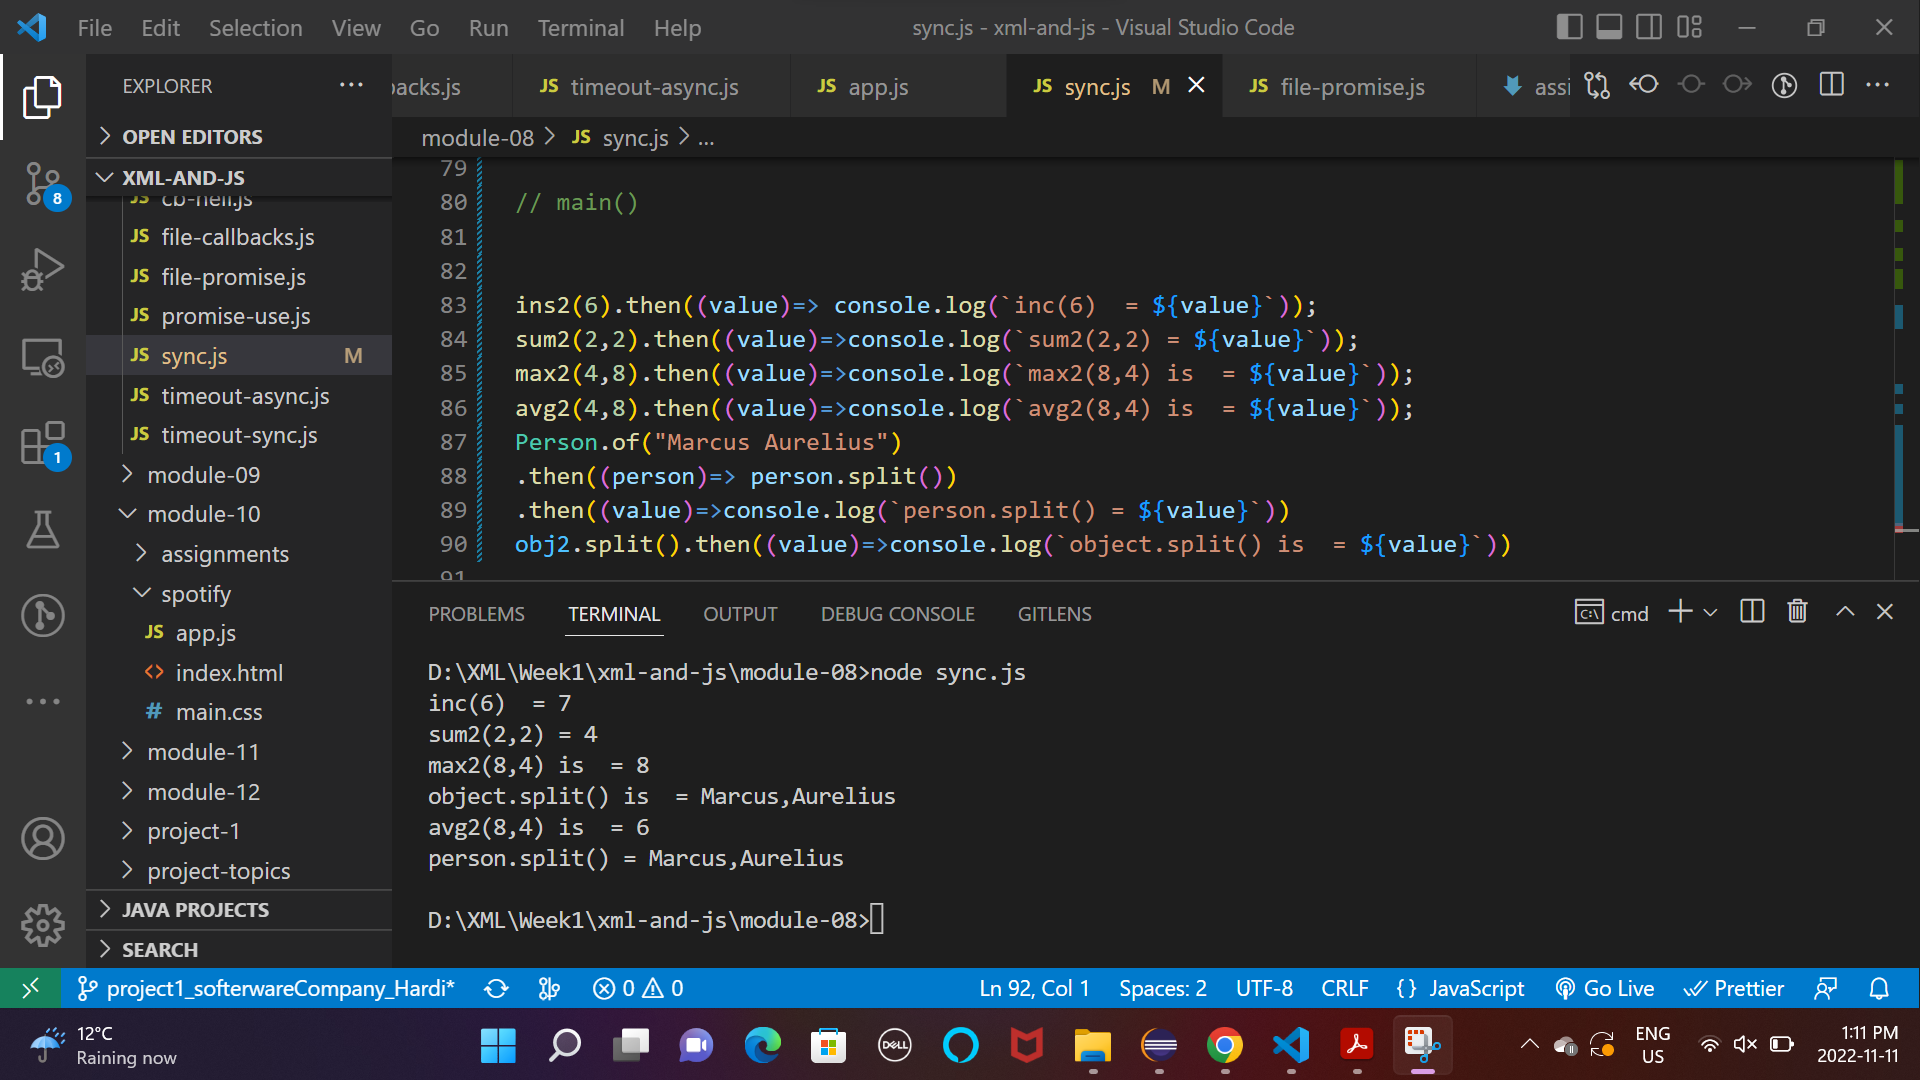 File Edit Selection View Go Run Terminal Help
sync.js - xml-and-js - Visual Studio Code
EXPLORER
OPEN EDITORS
XML-AND-JS
JS cb-hell.js
JS file-callbacks.js
JS file-promise.js
JS promise-use.js
JS sync.js M
JS timeout-async.js
JS timeout-sync.js
module-09
module-10
assignments
spotify
JS app.js
<> index.html
# main.css
module-11
module-12
project-1
project-topics
JAVA PROJECTS
SEARCH
8
1
backs.js
JS timeout-async.js
JS app.js
JS sync.js M
JS file-promise.js
assi
module-08 > JS sync.js > ...
79
80 // main()
81
82
83 ins2(6).then((value)=> console.log(`inc(6)  = ${value}`));
84 sum2(2,2).then((value)=>console.log(`sum2(2,2) = ${value}`));
85 max2(4,8).then((value)=>console.log(`max2(8,4) is  = ${value}`));
86 avg2(4,8).then((value)=>console.log(`avg2(8,4) is  = ${value}`));
87 Person.of("Marcus Aurelius")
88 .then((person)=> person.split())
89 .then((value)=>console.log(`person.split() = ${value}`))
90 obj2.split().then((value)=>console.log(`object.split() is  = ${value}`))
91
PROBLEMS TERMINAL OUTPUT DEBUG CONSOLE GITLENS
cmd
D:\XML\Week1\xml-and-js\module-08>node sync.js
inc(6)  = 7
sum2(2,2) = 4
max2(8,4) is  = 8
object.split() is  = Marcus,Aurelius
avg2(8,4) is  = 6
person.split() = Marcus,Aurelius
D:\XML\Week1\xml-and-js\module-08>
project1_softerwareCompany_Hardi* 0 0
Ln 92, Col 1 Spaces: 2 UTF-8 CRLF {} JavaScript Go Live Prettier
12°C
Raining now
DELL
ENG
US
1:11 PM
2022-11-11